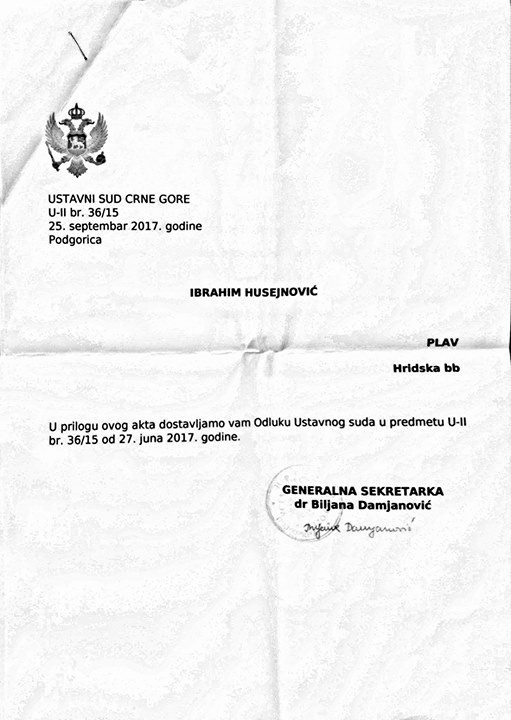 USTAVNI SUD CRNE GORE
U-II br. 36/15
25. septembar 2017. godine
Podgorica
IBRAHIM HUSEJNOVIĆ
PLAV
Hridska bb
U prilogu ovog akta dostavljamo vam Odluku Ustavnog suda u predmetu U-II
br. 36/15 od 27. juna 2017. godine.
GENERALNA SEKRETARKA
dr Biljana Damjanović
Damjanović